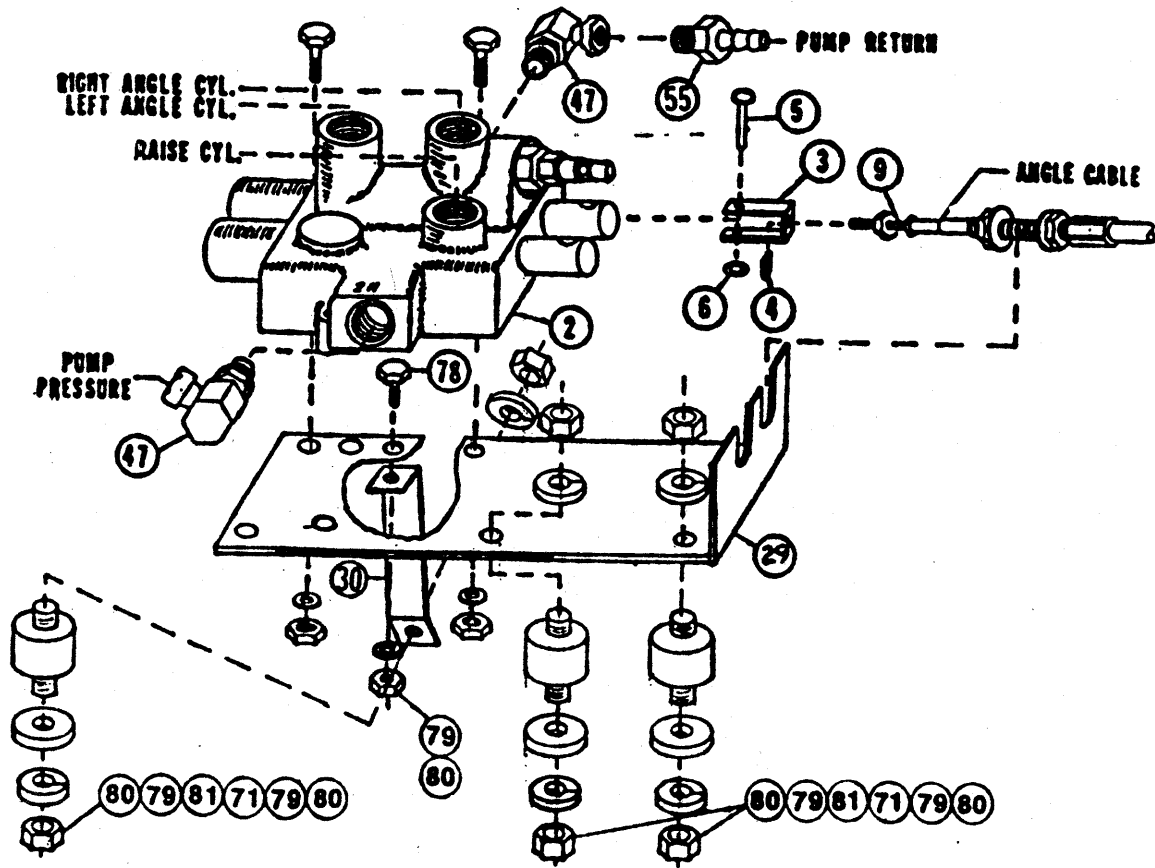 PUMP RETURN
47
55
RIGHT ANGLE CYL.
LEFT ANGLE CYL.
RAISE CYL.
5
3
9
ANGLE CABLE
6
4
2
PUMP
PRESSURE
78
47
29
30
79
80
80 79 81 71 79 80
80 79 81 71 79 80